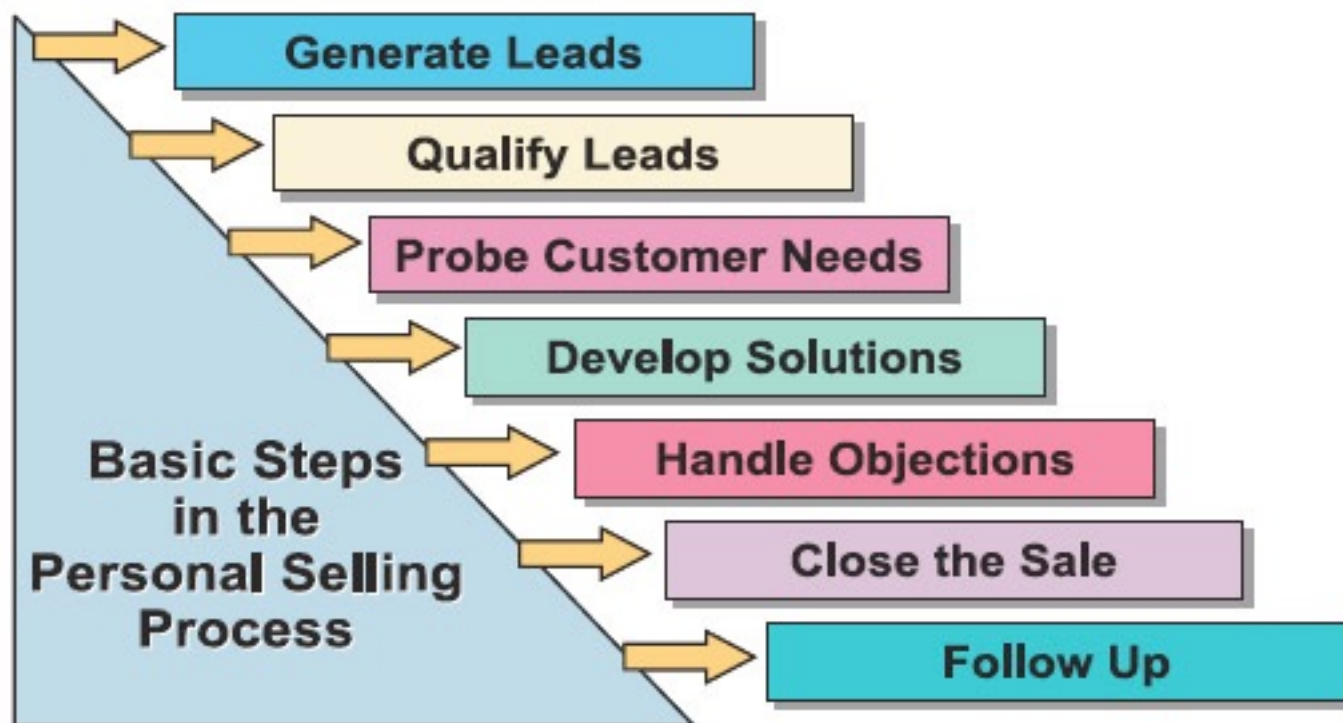 Generate Leads
Qualify Leads
Probe Customer Needs
Develop Solutions
Handle Objections
Close the Sale
Follow Up
Basic Steps
in the
Personal Selling
Process